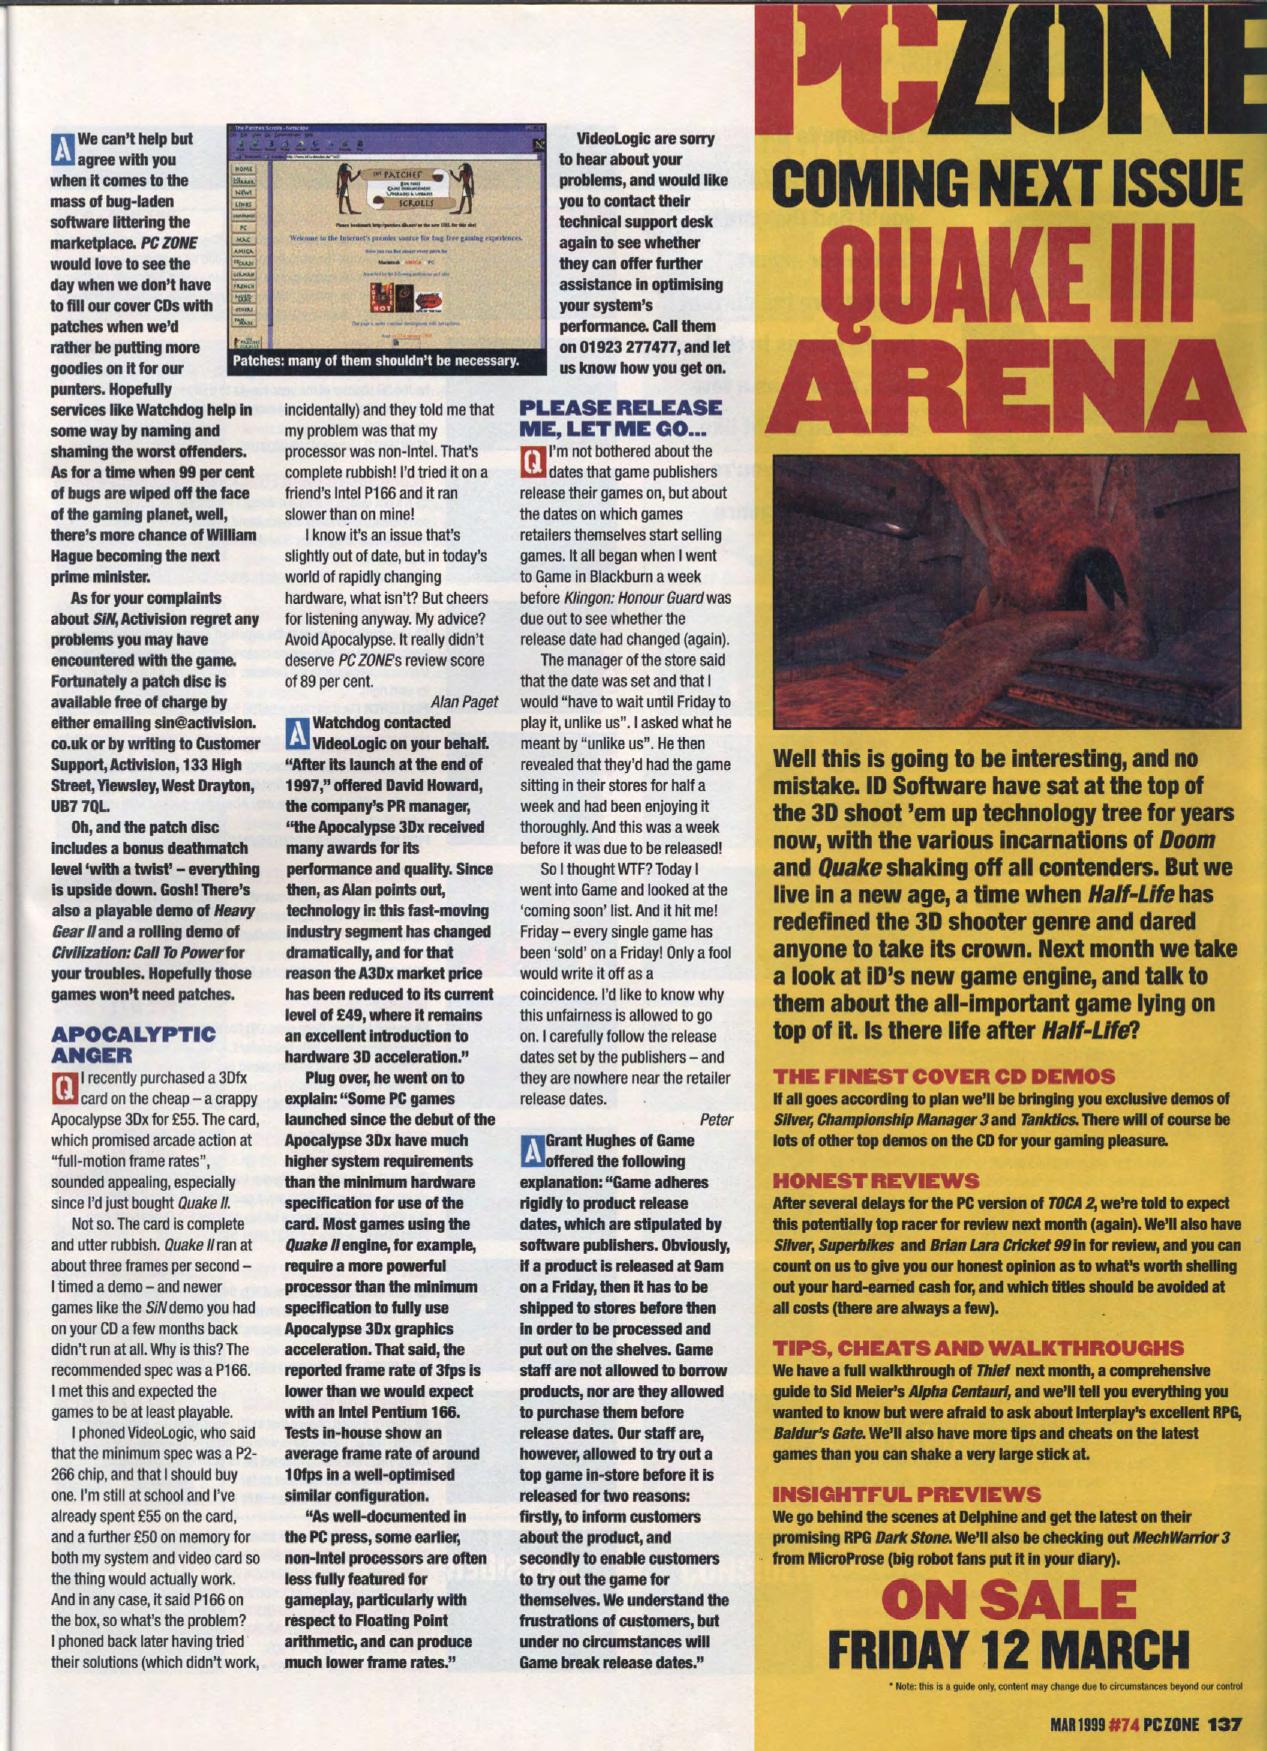 A We can't help but
agree with you
when it comes to the
mass of bug-laden
software littering the
marketplace. PC ZONE
would love to see the
day when we don't have
to fill our cover CDs with
patches when we'd
rather be putting more
goodies on it for our
punters. Hopefully
services like Watchdog help in
some way by naming and
shaming the worst offenders.
As for a time when 99 per cent
of bugs are wiped off the face
of the gaming planet, well,
there's more chance of William
Hague becoming the next
prime minister.
As for your complaints
about SiN, Activision regret any
problems you may have
encountered with the game.
Fortunately a patch disc is
available free of charge by
either emailing sin@activision.
co.uk or by writing to Customer
Support, Activision, 133 High
Street, Yiewsley, West Drayton,
UB7 7QL.
Oh, and the patch disc
includes a bonus deathmatch
level 'with a twist' – everything
is upside down. Gosh! There's
also a playable demo of Heavy
Gear II and a rolling demo of
Civilization: Call To Power for
your troubles. Hopefully those
games won't need patches.
APOCALYPTIC
ANGER
Q I recently purchased a 3Dfx
card on the cheap – a crappy
Apocalypse 3Dx for £55. The card,
which promised arcade action at
"full-motion frame rates",
sounded appealing, especially
since I'd just bought Quake II.
Not so. The card is complete
and utter rubbish. Quake II ran at
about three frames per second –
I timed a demo – and newer
games like the SiN demo you had
on your CD a few months back
didn't run at all. Why is this? The
recommended spec was a P166.
I met this and expected the
games to be at least playable.
I phoned VideoLogic, who said
that the minimum spec was a P2-
266 chip, and that I should buy
one. I'm still at school and I've
already spent £55 on the card,
and a further £50 on memory for
both my system and video card so
the thing would actually work.
And in any case, it said P166 on
the box, so what's the problem?
I phoned back later having tried
their solutions (which didn't work,
The Patches Scrolls - Netscape
HOME
NEWS
LINKS
PC
MAC
AMIGA
GERMAN
FRENCH
OTHERS
THE PATCHES
SCROLLS
Welcome to the Internet's premier source for bug-free gaming experiences.
Macintosh AMIGA PC
Patches: many of them shouldn't be necessary.
incidentally) and they told me that
my problem was that my
processor was non-Intel. That's
complete rubbish! I'd tried it on a
friend's Intel P166 and it ran
slower than on mine!
I know it's an issue that's
slightly out of date, but in today's
world of rapidly changing
hardware, what isn't? But cheers
for listening anyway. My advice?
Avoid Apocalypse. It really didn't
deserve PC ZONE's review score
of 89 per cent.
Alan Paget
A Watchdog contacted
VideoLogic on your behalf.
"After its launch at the end of
1997," offered David Howard,
the company's PR manager,
"the Apocalypse 3Dx received
many awards for its
performance and quality. Since
then, as Alan points out,
technology in this fast-moving
industry segment has changed
dramatically, and for that
reason the A3Dx market price
has been reduced to its current
level of £49, where it remains
an excellent introduction to
hardware 3D acceleration."
Plug over, he went on to
explain: "Some PC games
launched since the debut of the
Apocalypse 3Dx have much
higher system requirements
than the minimum hardware
specification for use of the
card. Most games using the
Quake II engine, for example,
require a more powerful
processor than the minimum
specification to fully use
Apocalypse 3Dx graphics
acceleration. That said, the
reported frame rate of 3fps is
lower than we would expect
with an Intel Pentium 166.
Tests in-house show an
average frame rate of around
10fps in a well-optimised
similar configuration.
"As well-documented in
the PC press, some earlier,
non-Intel processors are often
less fully featured for
gameplay, particularly with
respect to Floating Point
arithmetic, and can produce
much lower frame rates."
VideoLogic are sorry
to hear about your
problems, and would like
you to contact their
technical support desk
again to see whether
they can offer further
assistance in optimising
your system's
performance. Call them
on 01923 277477, and let
us know how you get on.
PLEASE RELEASE
ME, LET ME GO...
Q I'm not bothered about the
dates that game publishers
release their games on, but about
the dates on which games
retailers themselves start selling
games. It all began when I went
to Game in Blackburn a week
before Klingon: Honour Guard was
due out to see whether the
release date had changed (again).
The manager of the store said
that the date was set and that I
would "have to wait until Friday to
play it, unlike us". I asked what he
meant by "unlike us". He then
revealed that they'd had the game
sitting in their stores for half a
week and had been enjoying it
thoroughly. And this was a week
before it was due to be released!
So I thought WTF? Today I
went into Game and looked at the
'coming soon' list. And it hit me!
Friday – every single game has
been 'sold' on a Friday! Only a fool
would write it off as a
coincidence. I'd like to know why
this unfairness is allowed to go
on. I carefully follow the release
dates set by the publishers – and
they are nowhere near the retailer
release dates.
Peter
A Grant Hughes of Game
offered the following
explanation: "Game adheres
rigidly to product release
dates, which are stipulated by
software publishers. Obviously,
if a product is released at 9am
on a Friday, then it has to be
shipped to stores before then
in order to be processed and
put out on the shelves. Game
staff are not allowed to borrow
products, nor are they allowed
to purchase them before
release dates. Our staff are,
however, allowed to try out a
top game in-store before it is
released for two reasons:
firstly, to inform customers
about the product, and
secondly to enable customers
to try out the game for
themselves. We understand the
frustrations of customers, but
under no circumstances will
Game break release dates."
PCZONE
COMING NEXT ISSUE
QUAKE III
ARENA
Well this is going to be interesting, and no
mistake. ID Software have sat at the top of
the 3D shoot 'em up technology tree for years
now, with the various incarnations of Doom
and Quake shaking off all contenders. But we
live in a new age, a time when Half-Life has
redefined the 3D shooter genre and dared
anyone to take its crown. Next month we take
a look at iD's new game engine, and talk to
them about the all-important game lying on
top of it. Is there life after Half-Life?
THE FINEST COVER CD DEMOS
If all goes according to plan we'll be bringing you exclusive demos of
Silver, Championship Manager 3 and Tanktics. There will of course be
lots of other top demos on the CD for your gaming pleasure.
HONEST REVIEWS
After several delays for the PC version of TOCA 2, we're told to expect
this potentially top racer for review next month (again). We'll also have
Silver, Superbikes and Brian Lara Cricket 99 in for review, and you can
count on us to give you our honest opinion as to what's worth shelling
out your hard-earned cash for, and which titles should be avoided at
all costs (there are always a few).
TIPS, CHEATS AND WALKTHROUGHS
We have a full walkthrough of Thief next month, a comprehensive
guide to Sid Meier's Alpha Centauri, and we'll tell you everything you
wanted to know but were afraid to ask about Interplay's excellent RPG,
Baldur's Gate. We'll also have more tips and cheats on the latest
games than you can shake a very large stick at.
INSIGHTFUL PREVIEWS
We go behind the scenes at Delphine and get the latest on their
promising RPG Dark Stone. We'll also be checking out MechWarrior 3
from MicroProse (big robot fans put it in your diary).
ON SALE
FRIDAY 12 MARCH
* Note: this is a guide only, content may change due to circumstances beyond our control
MAR 1999 #74 PC ZONE 137